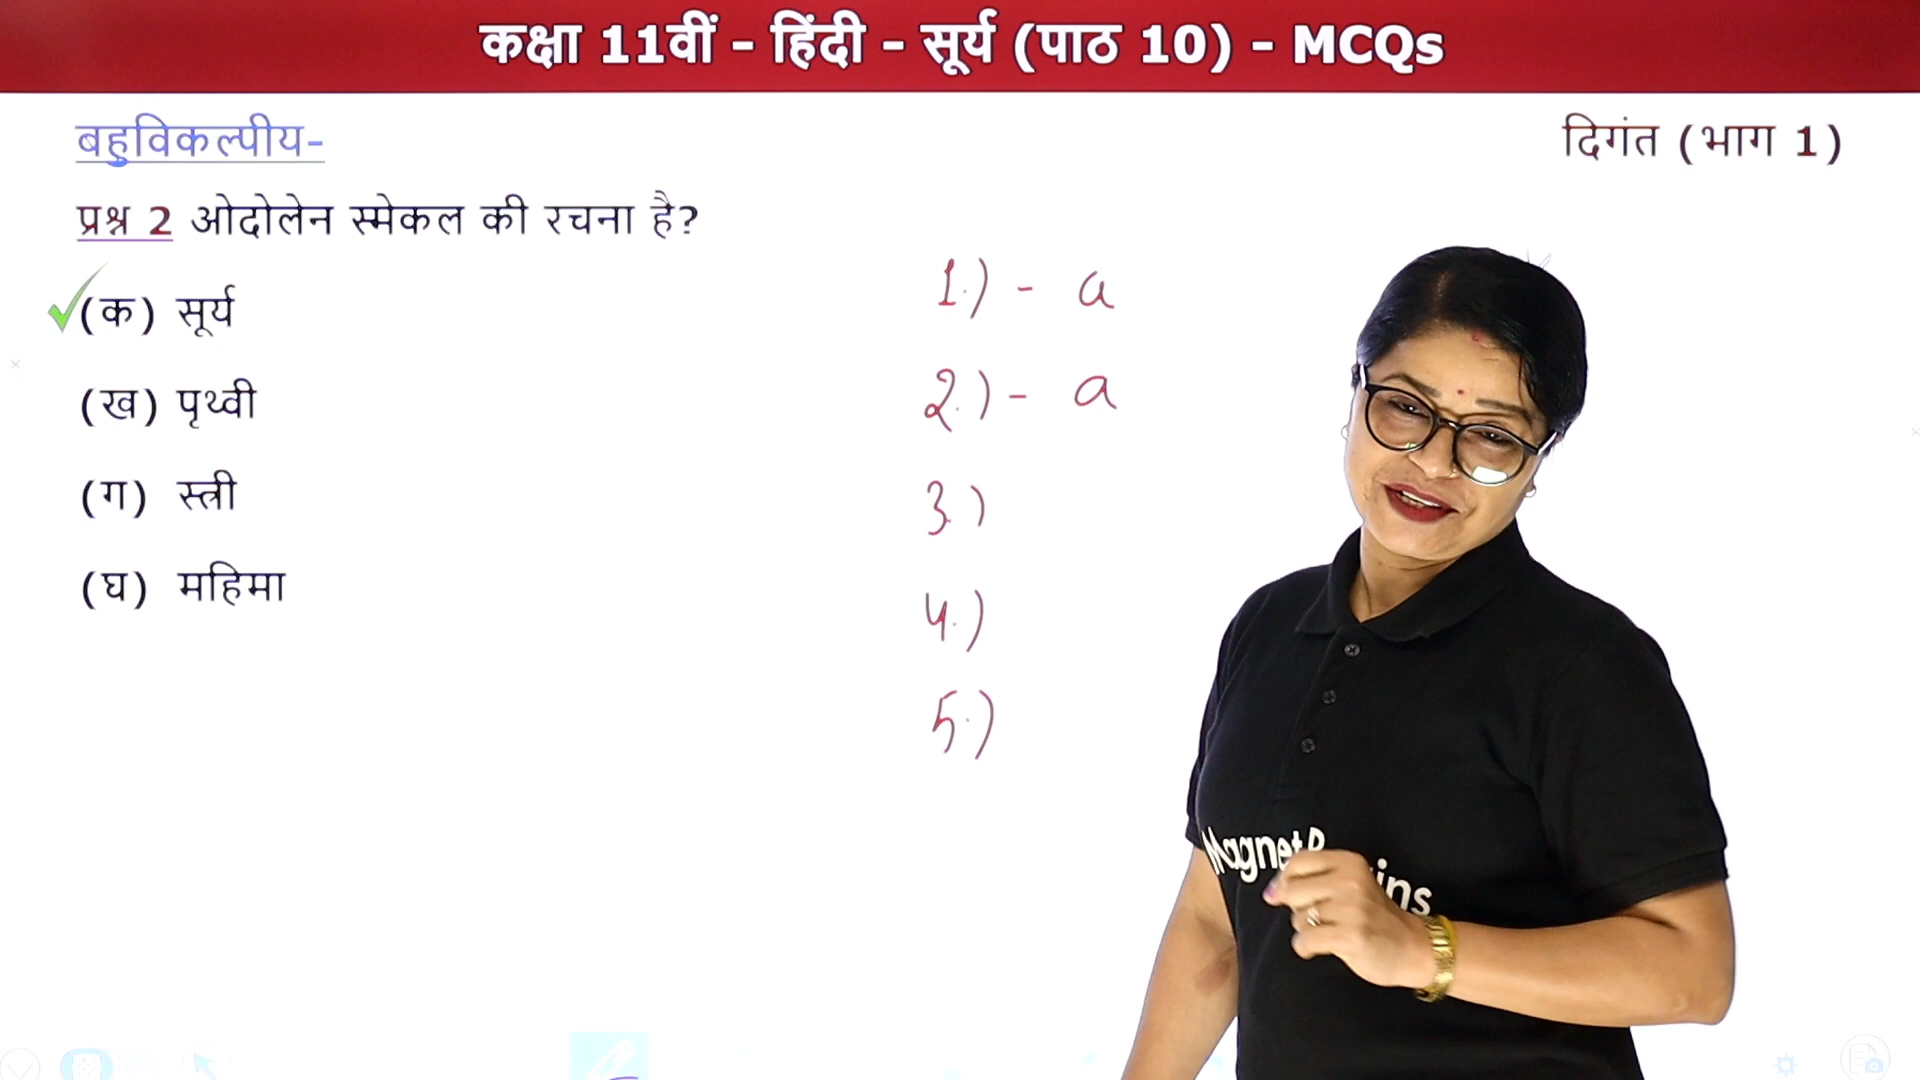 कक्षा 11वीं - हिंदी - सूर्य (पाठ 10) - MCQs
बहुविकल्पीय-
दिगंत (भाग 1)
प्रश्न 2 ओदोलेन स्मेकल की रचना है?
(क) सूर्य
(ख) पृथ्वी
(ग) स्त्री
(घ) महिमा
1.) - a
2.) - a
3.)
4.)
5.)